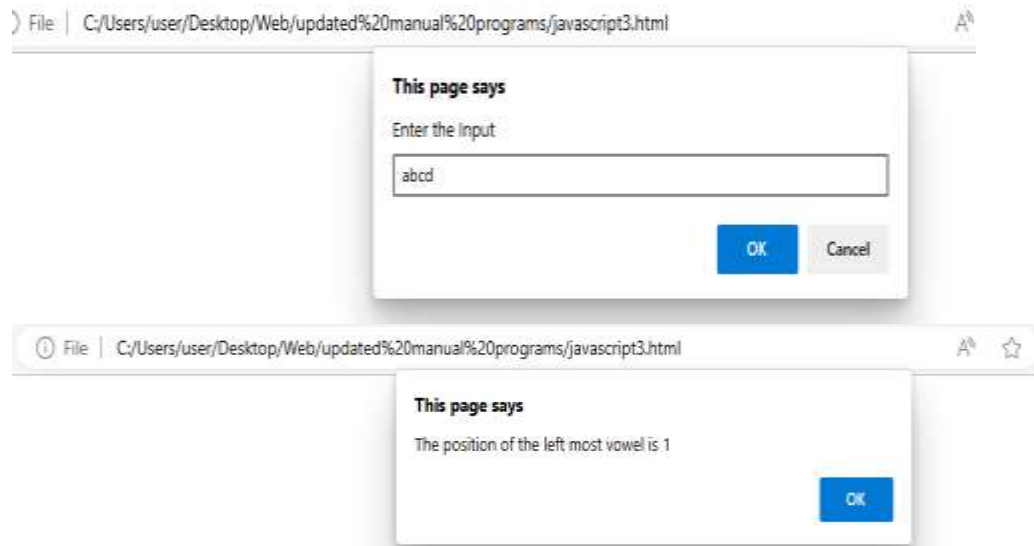 File | C:/Users/user/Desktop/Web/updated%20manual%20programs/javascript3.html A
This page says
Enter the Input
abcd
OK Cancel
File | C:/Users/user/Desktop/Web/updated%20manual%20programs/javascript3.html A
This page says
The position of the left most vowel is 1
OK